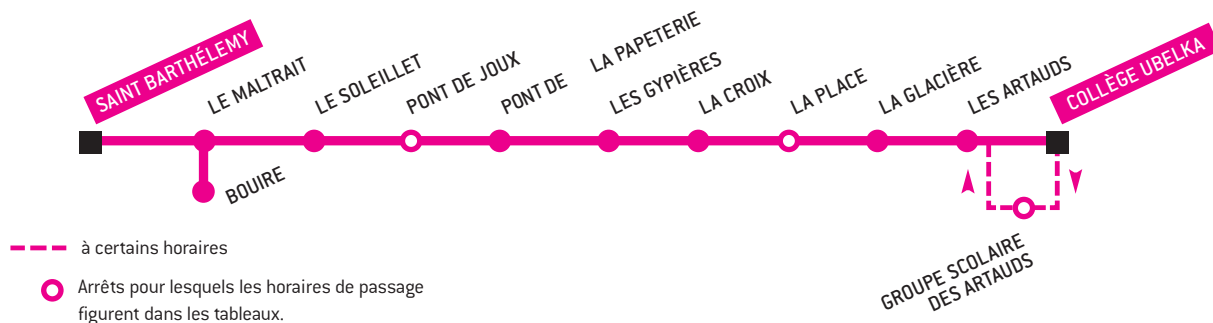 SAINT BARTHÉLEMY
LE MALTRAIT
LE SOLEILLET
PONT DE JOUX
PONT DE
LA PAPETERIE
LES GYPIÈRES
LA CROIX
LA PLACE
LA GLACIÈRE
LES ARTAUDS
COLLÈGE UBELKA
BOUIRE
GROUPE SCOLAIRE
DES ARTAUDS
à certains horaires
Arrêts pour lesquels les horaires de passage
figurent dans les tableaux.